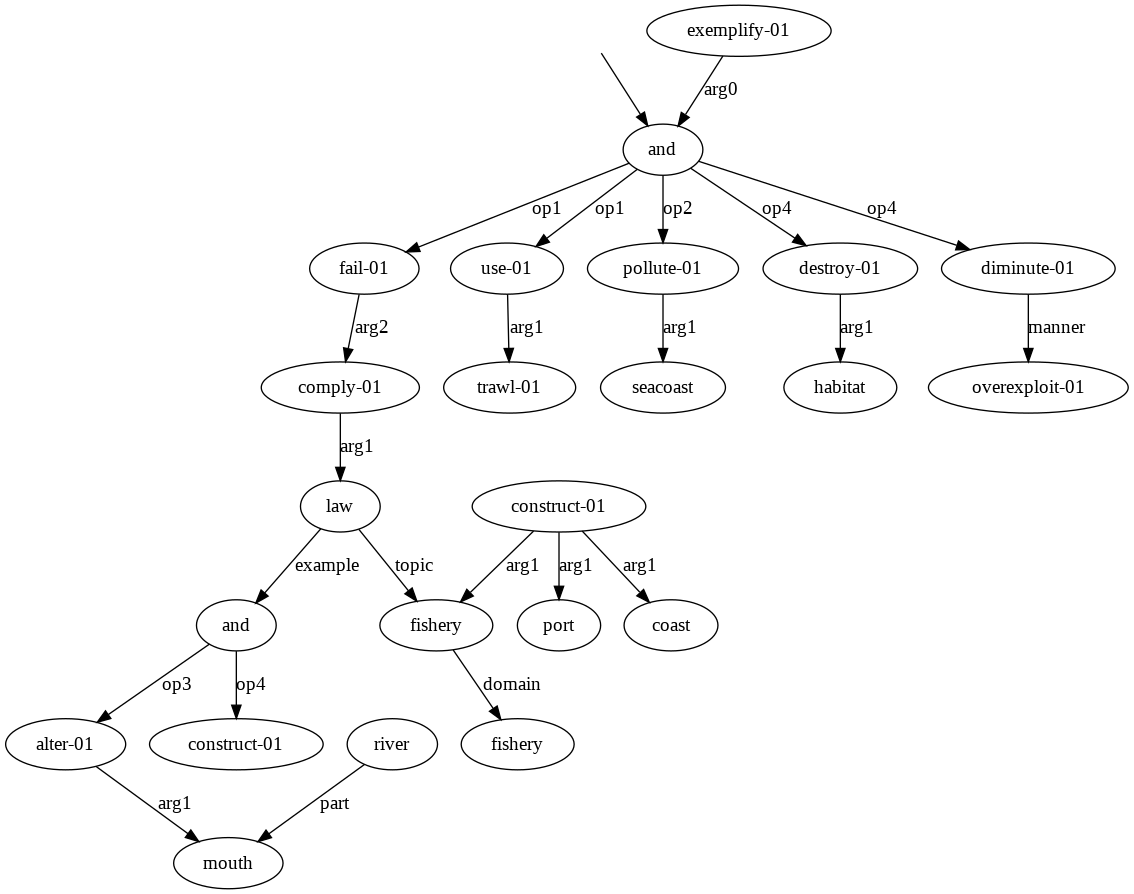 exemplify-01
arg0
and
op1 op1 op2 op4 op4
fail-01 use-01 pollute-01 destroy-01 diminute-01
arg2 arg1 arg1 arg1 manner
comply-01 trawl-01 seacoast habitat overexploit-01
arg1
law construct-01
example topic arg1 arg1 arg1
and fishery port coast
op3 op4 domain
alter-01 construct-01 river fishery
arg1 part
mouth